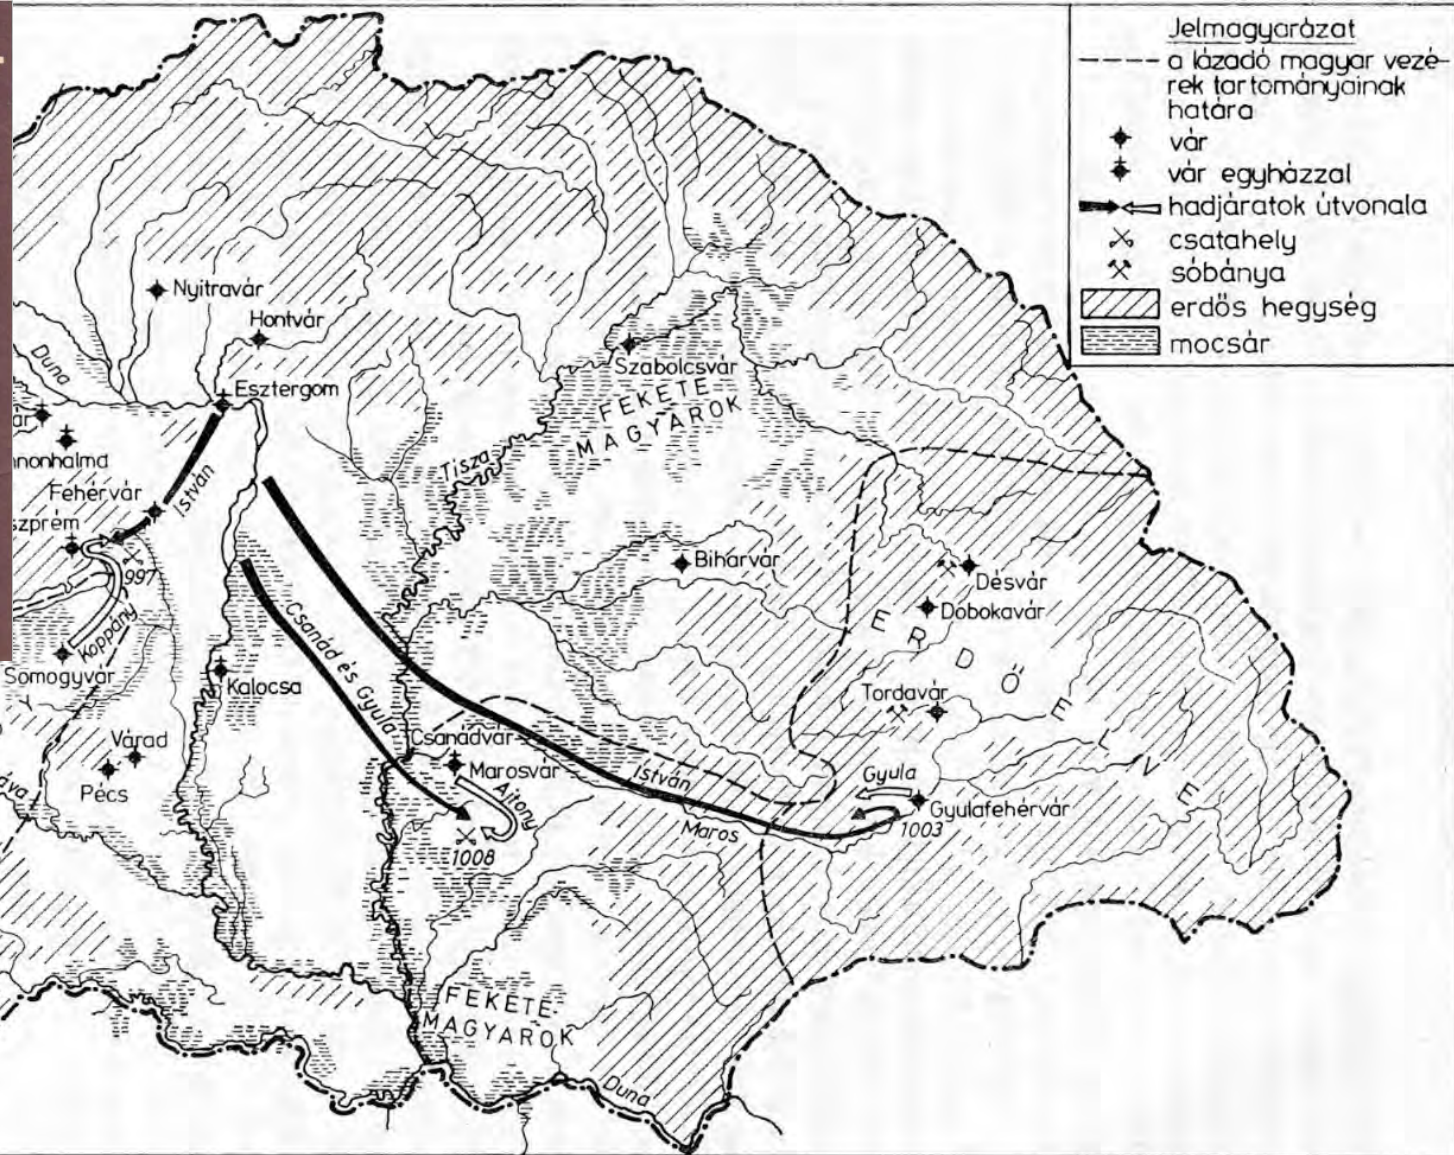 Jelmagyarázat
a lázadó magyar vezé-
rek tartományainak
határa
vár
vár egyházzal
hadjáratok útvonala
csatahely
sóbánya
erdős hegység
mocsár
Nyitravár
Hontvár
Duna
Esztergom
Szabolcsvár
FEKETE
MAGYAROK
Tisza
nnonhalma
Fehérvár
István
szprém
997
Koppány
Somogyvár
Kalocsa
Várad
Pécs
Biharvár
Désvár
Dobokavár
ERDŐELVE
Tordavár
Csanád és Gyula
Csanádvár
Marosvár
Ajtony
1008
István
Maros
Gyula
Gyulafehérvár
1003
FEKETE
MAGYAROK
Duna